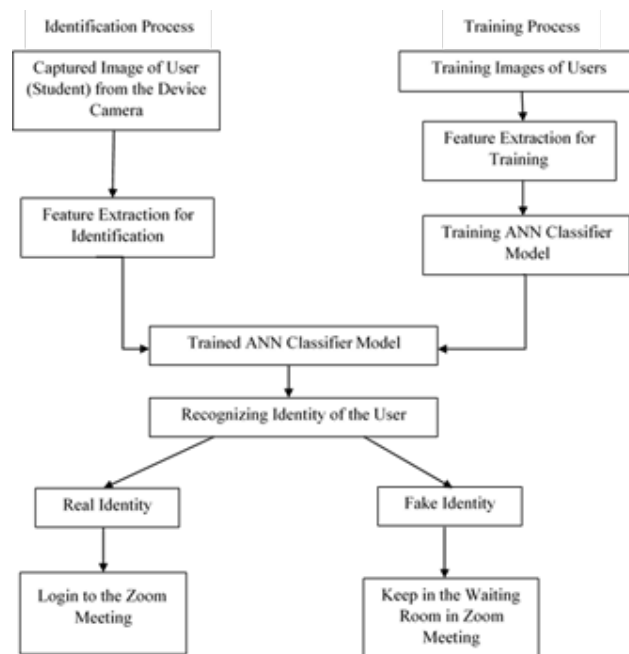 Identification Process
Training Process
Captured Image of User
(Student) from the Device
Camera
Training Images of Users
Feature Extraction for
Training
Feature Extraction for
Identification
Training ANN Classifier
Model
Trained ANN Classifier Model
Recognizing Identity of the User
Real Identity
Fake Identity
Login to the Zoom
Meeting
Keep in the Waiting
Room in Zoom
Meeting